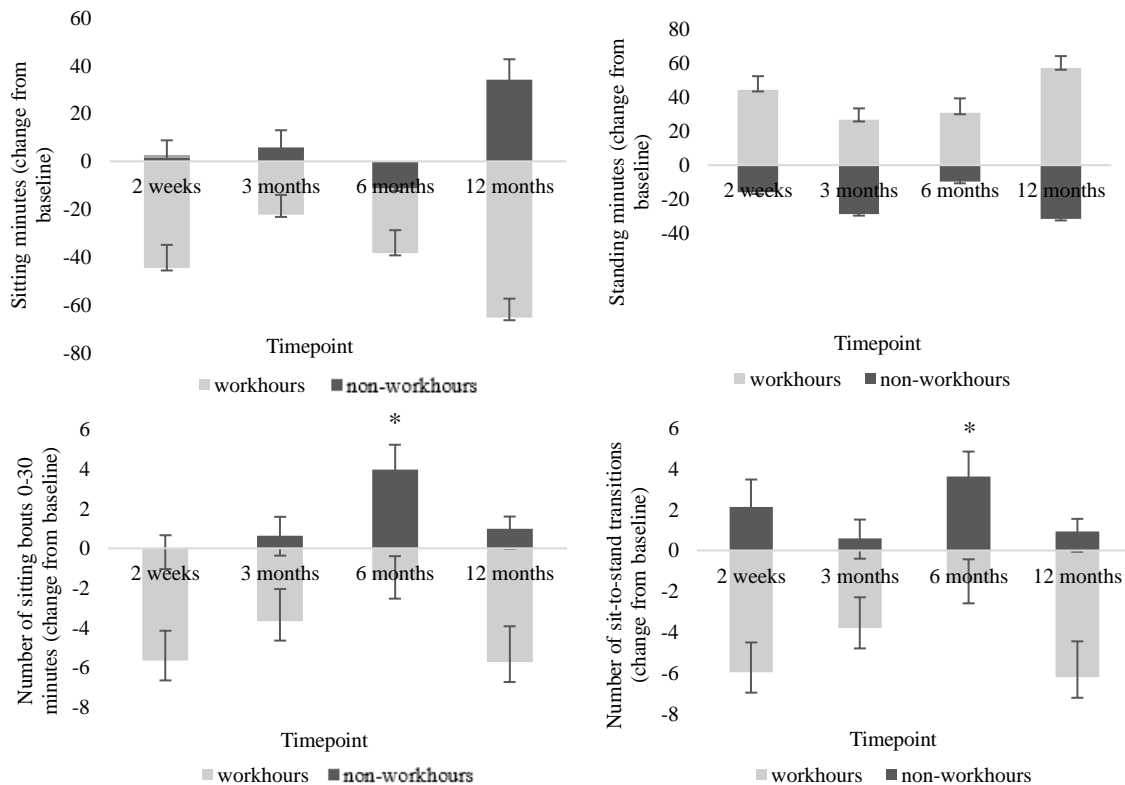 Sitting minutes (change from
baseline)
60
40
20
0
-20
-40
-60
-80
2 weeks 3 months 6 months 12 months
Timepoint
workhours non-workhours
Standing minutes (change from
baseline)
80
60
40
20
0
-20
-40
2 weeks 3 months 6 months 12 months
Timepoint
workhours non-workhours
Number of sitting bouts 0-30
minutes (change from baseline)
6
4
2
0
-2
-4
-6
-8
*
2 weeks 3 months 6 months 12 months
Timepoint
workhours non-workhours
Number of sit-to-stand transitions
(change from baseline)
6
4
2
0
-2
-4
-6
-8
*
2 weeks 3 months 6 months 12 months
Timepoint
workhours non-workhours